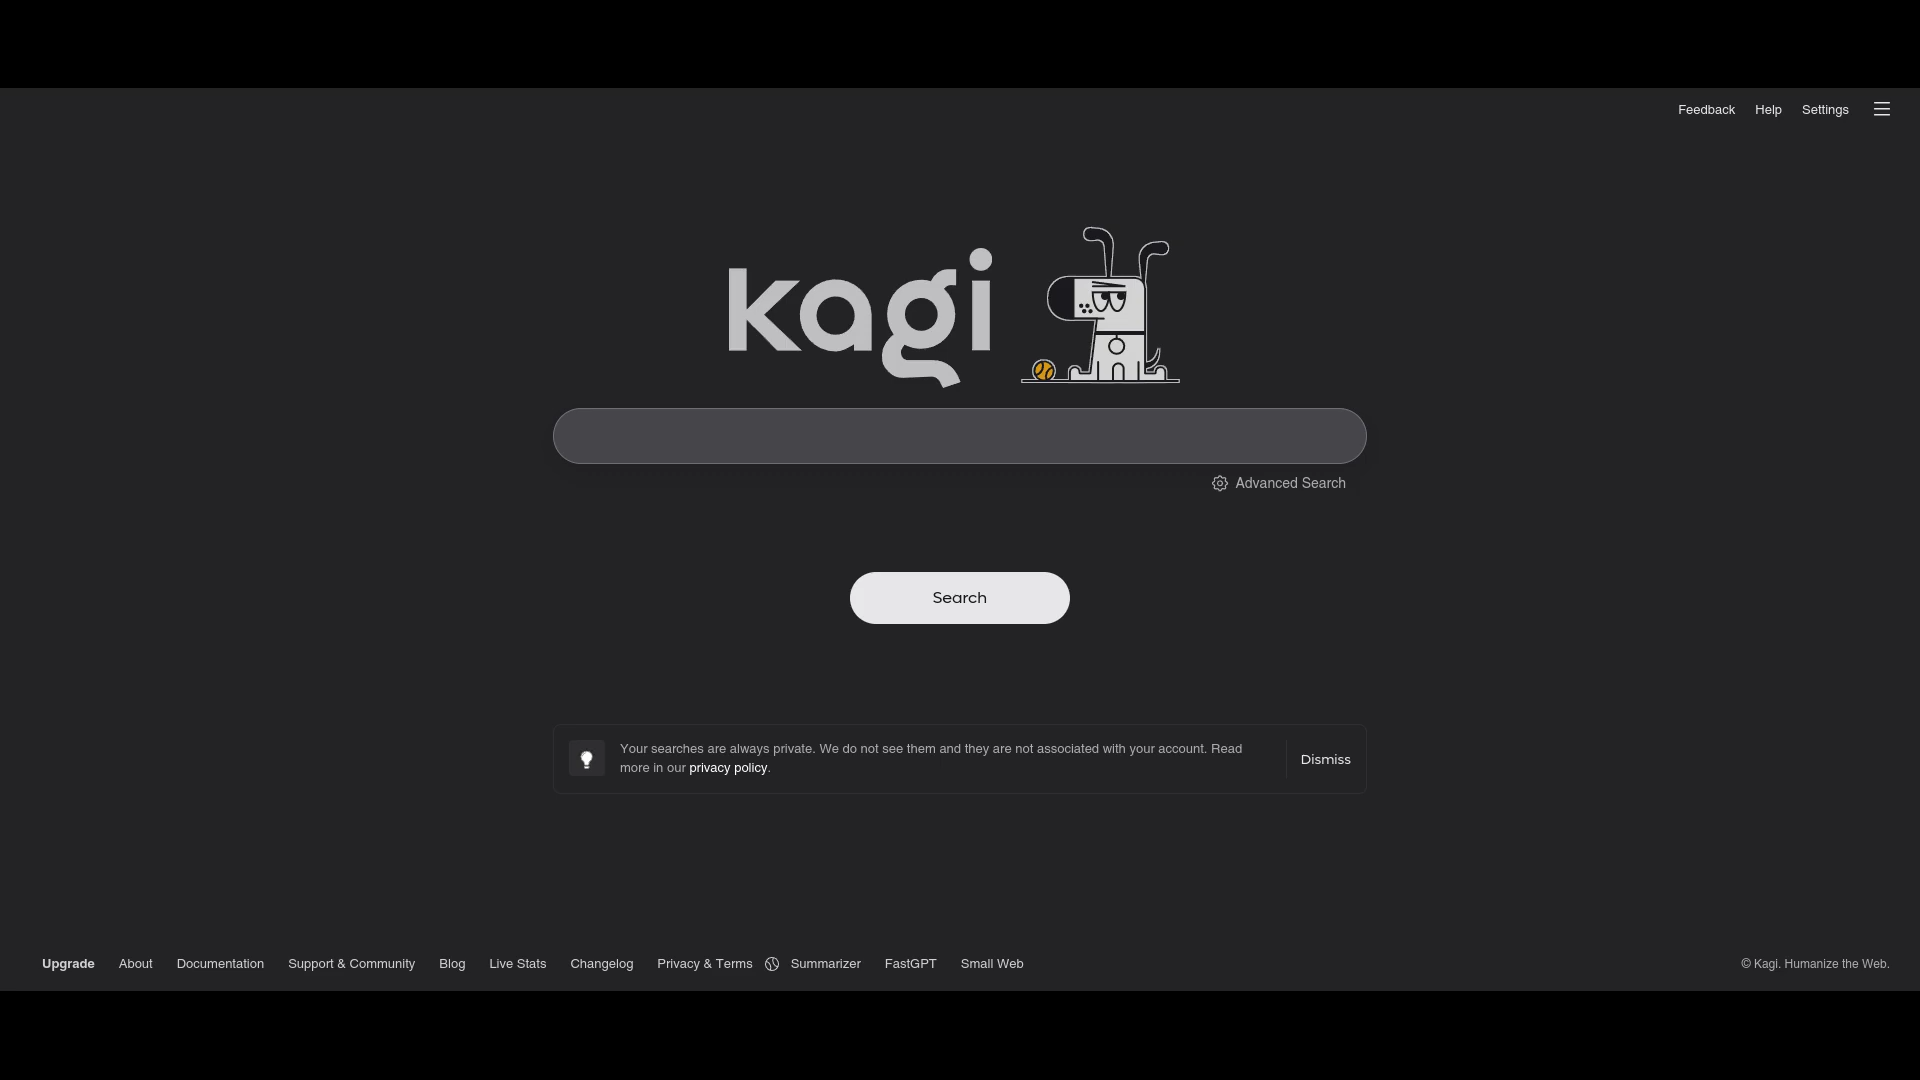 Feedback Help Settings
kagi
Advanced Search
Search
Your searches are always private. We do not see them and they are not associated with your account. Read
more in our privacy policy.
Dismiss
Upgrade About Documentation Support & Community Blog Live Stats Changelog Privacy & Terms Summarizer FastGPT Small Web
© Kagi. Humanize the Web.